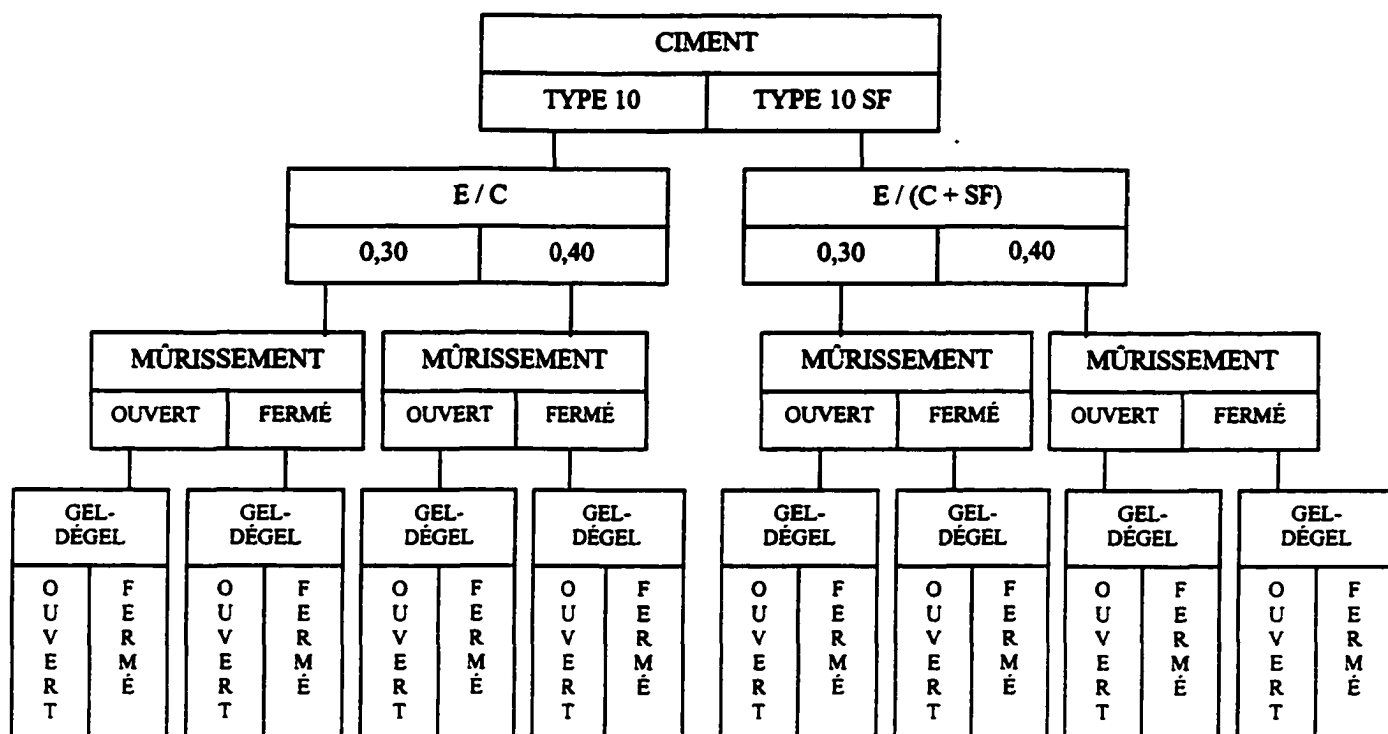 CIMENT
TYPE 10 TYPE 10 SF
E / C E / (C + SF)
0,30 0,40 0,30 0,40
MÛRISSEMENT MÛRISSEMENT MÛRISSEMENT MÛRISSEMENT
OUVERT FERMÉ OUVERT FERMÉ OUVERT FERMÉ OUVERT FERMÉ
GEL- GEL- GEL- GEL- GEL- GEL- GEL- GEL-
DÉGEL DÉGEL DÉGEL DÉGEL DÉGEL DÉGEL DÉGEL DÉGEL
OUVERT FERMÉ OUVERT FERMÉ OUVERT FERMÉ OUVERT FERMÉ OUVERT FERMÉ OUVERT FERMÉ OUVERT FERMÉ OUVERT FERMÉ